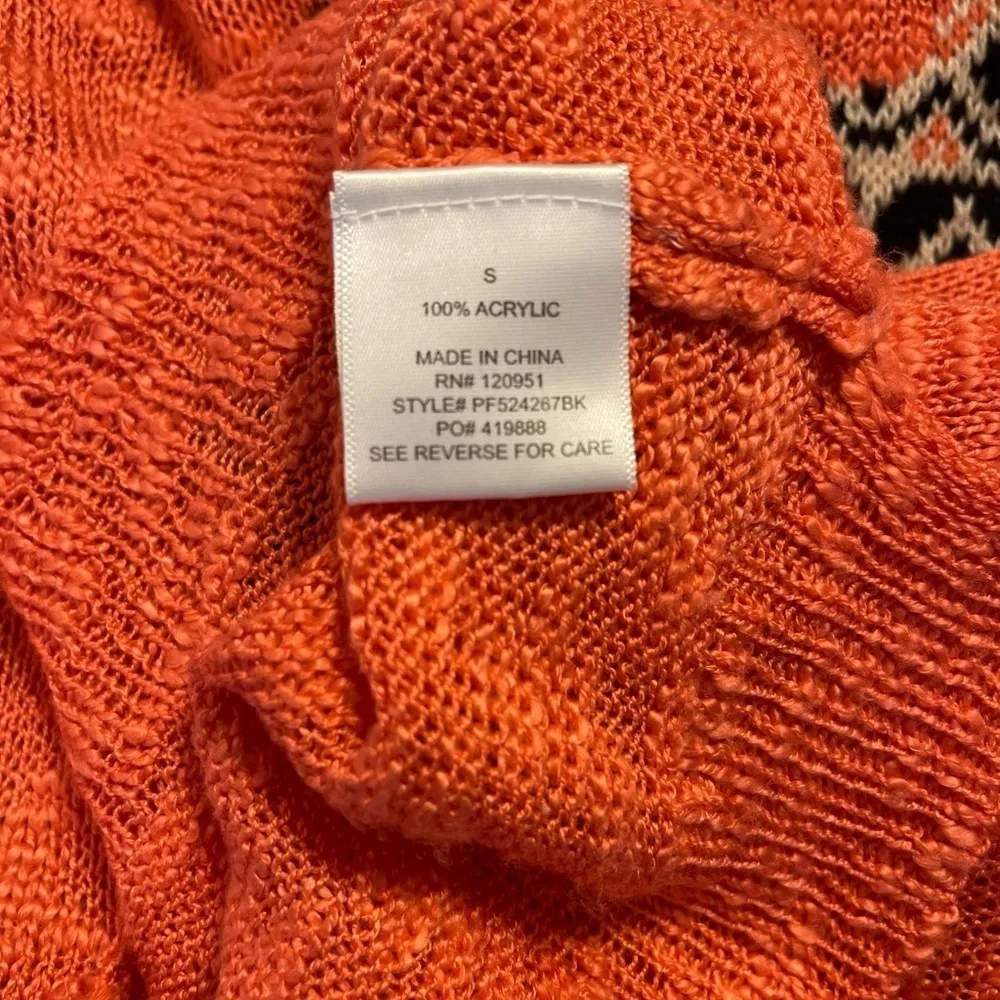 S
100% ACRYLIC
MADE IN CHINA
RN# 120951
STYLE# PF524267BK
PO# 419888
SEE REVERSE FOR CARE